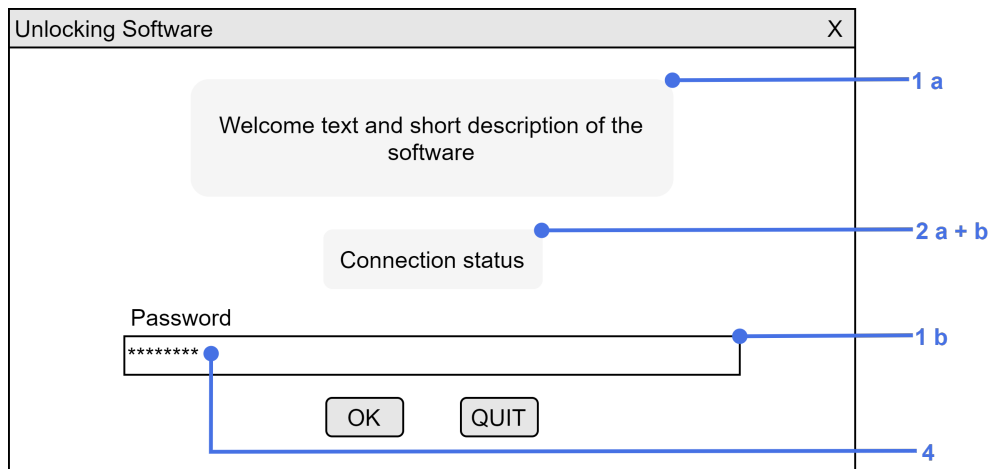 Unlocking Software X
1 a
Welcome text and short description of the
software
2 a + b
Connection status
Password
1 b
********
OK QUIT
4